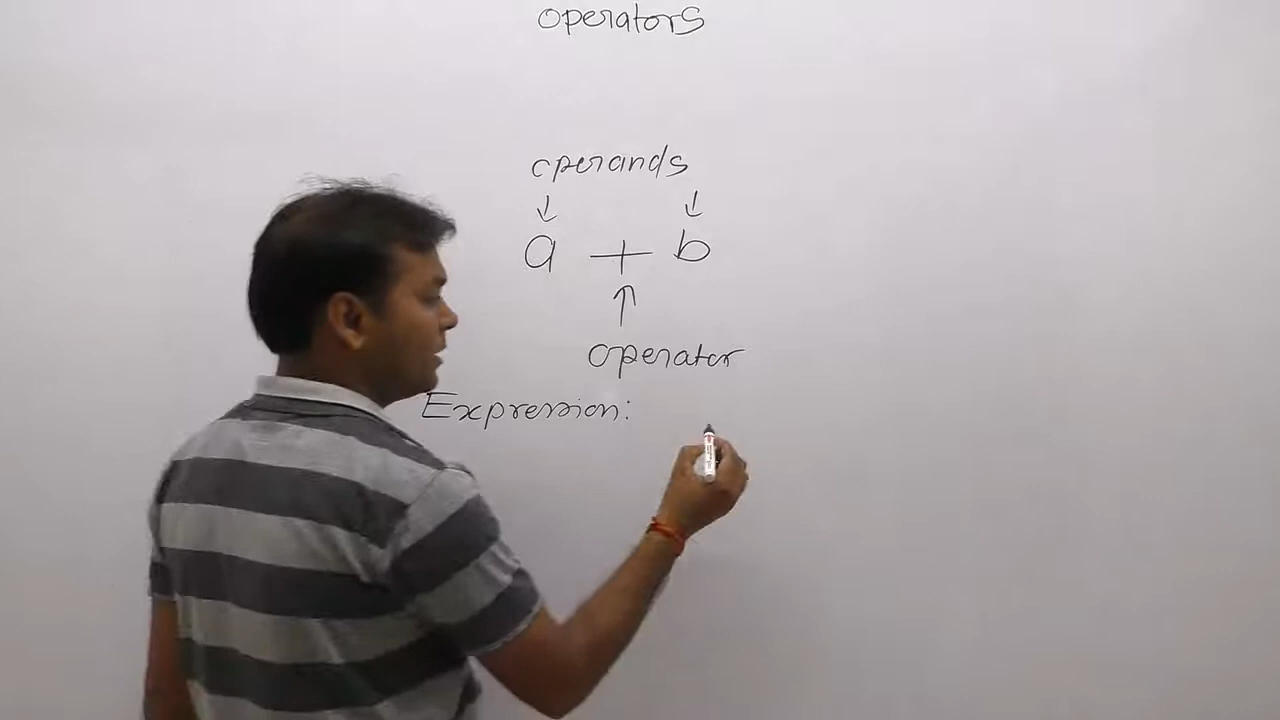 operators
operands
↓ ↓
a + b
↑
operator
Expression: